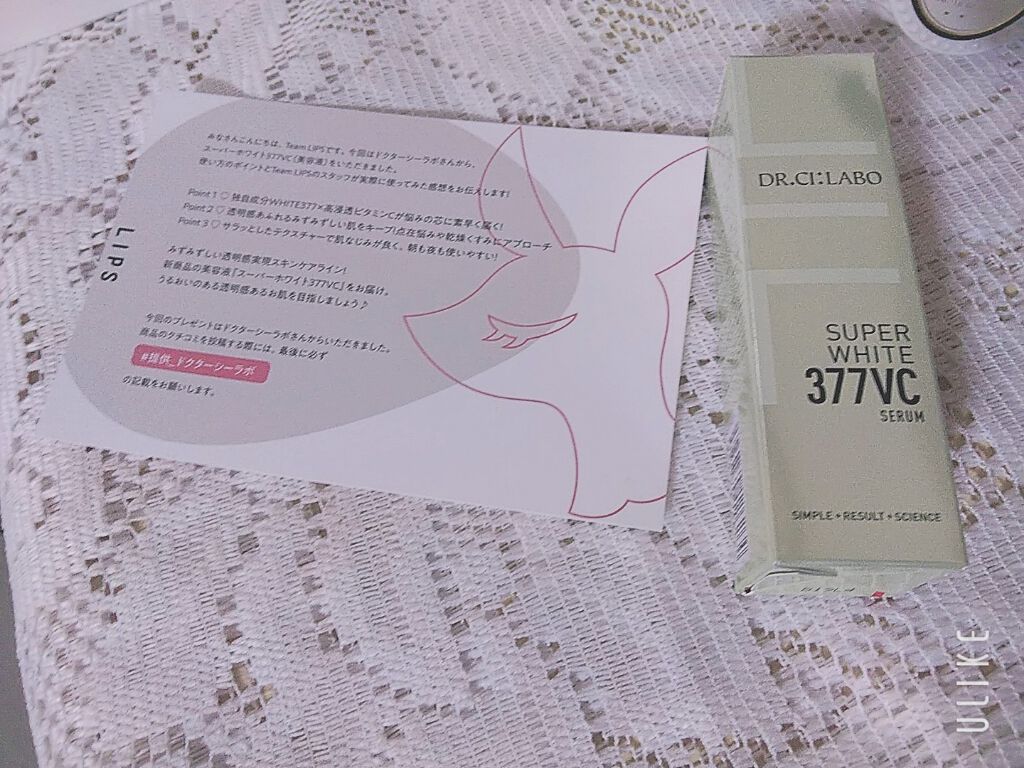 みなさんこんにちは、Team LIPSです。今回はドクターシーラボさんから、
スーパーホワイト377VC(美容液)をいただきました。
使い方のポイントとTeam LIPSのスタッフが実際に使ってみた感想をお伝えします!
Point 1 ♡ 独自成分WHITE377×高浸透ビタミンCが悩みの芯に素早く届く!
Point 2 ♡ 透明感あふれるみずみずしい肌をキープ!点在悩みや乾燥くすみにアプローチ
Point 3 ♡ サラッとしたテクスチャーで肌なじみが良く、朝も夜も使いやすい!
みずみずしい透明感実現スキンケアライン!
新商品の美容液『スーパーホワイト377VC』をお届け。
うるおいのある透明感あるお肌を目指しましょう♪
今回のプレゼントはドクターシーラボさんからいただきました。
商品のクチコミを投稿する際には、最後に必ず
#提供_ドクターシーラボ
の記載をお願いします。
LIPS
DR.CI:LABO
SUPER
WHITE
377VC
SERUM
SIMPLE+RESULT+SCIENCE
ULIKE